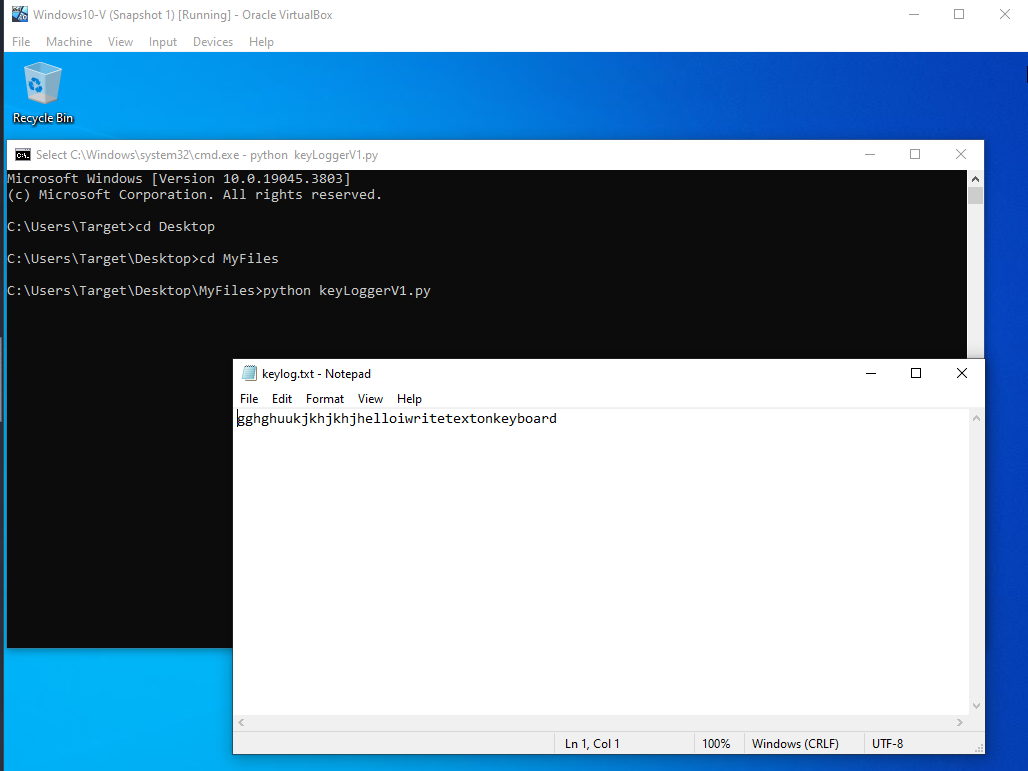 Windows10-V (Snapshot 1) [Running] - Oracle VirtualBox
File Machine View Input Devices Help
Recycle Bin
Select C:\Windows\system32\cmd.exe - python  keyLoggerV1.py
Microsoft Windows [Version 10.0.19045.3803]
(c) Microsoft Corporation. All rights reserved.
C:\Users\Target>cd Desktop
C:\Users\Target\Desktop>cd MyFiles
C:\Users\Target\Desktop\MyFiles>python keyLoggerV1.py
keylog.txt - Notepad
File Edit Format View Help
gghghuukjkhjkhjhelloiwritetextonkeyboard
Ln 1, Col 1 100% Windows (CRLF) UTF-8